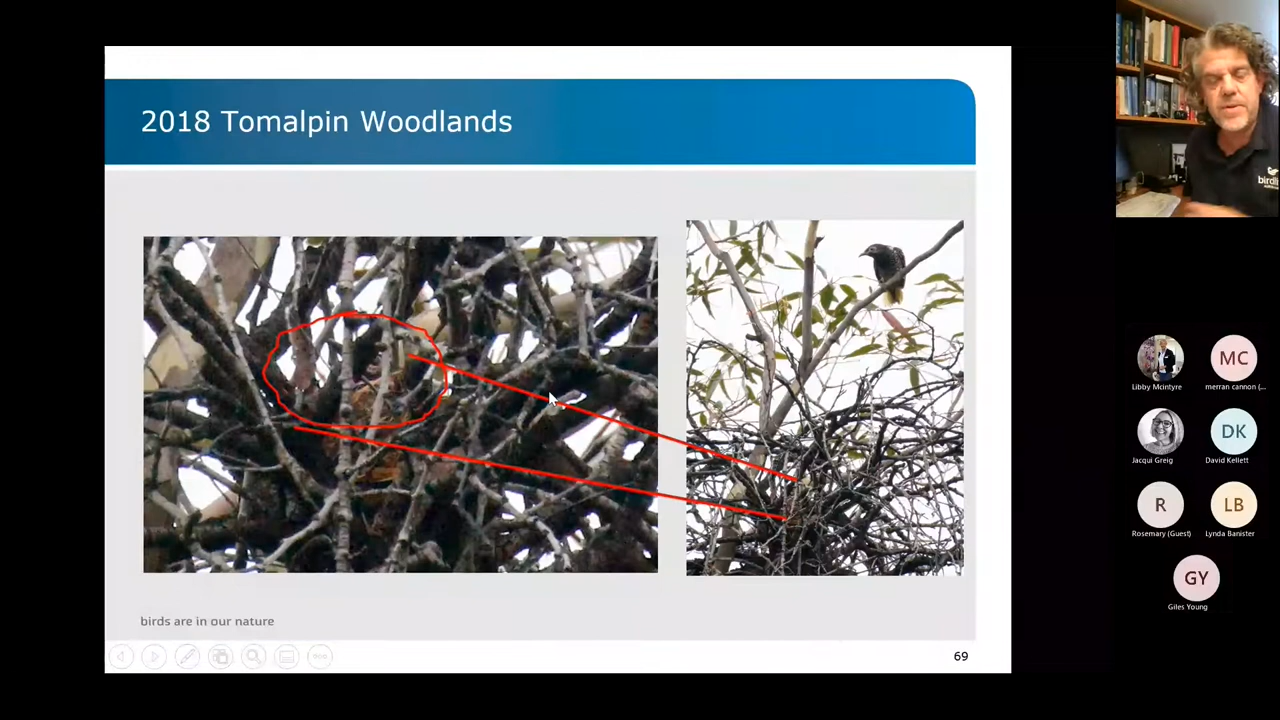 2018 Tomalpin Woodlands
birds are in our nature
69
MC
Libby Mcintyre
merran cannon (...
DK
Jacqui Greig
David Kellett
R
LB
Rosemary (Guest)
Lynda Banister
GY
Giles Young